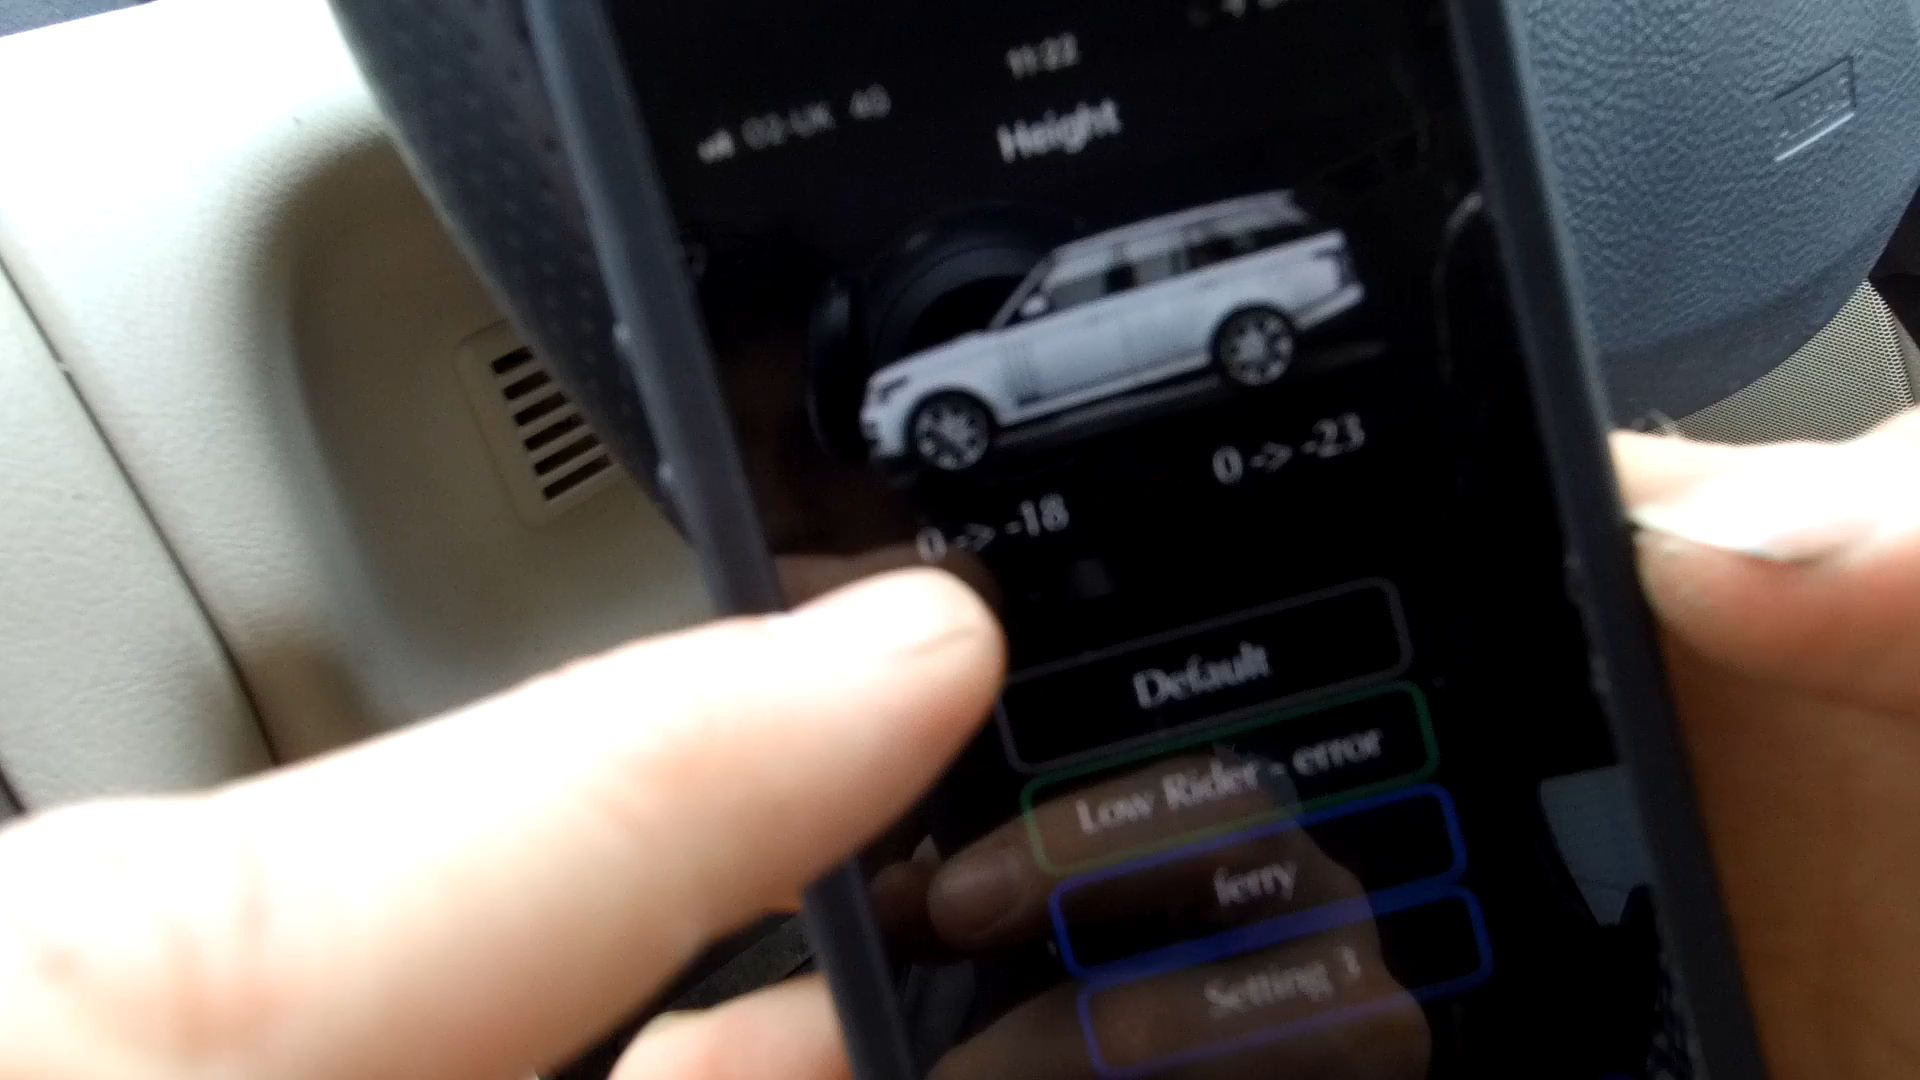 11:22
O2-UK 4G
Height
0 -> -23
0 -> -18
Default
Low Rider - error
ferry
Setting 3